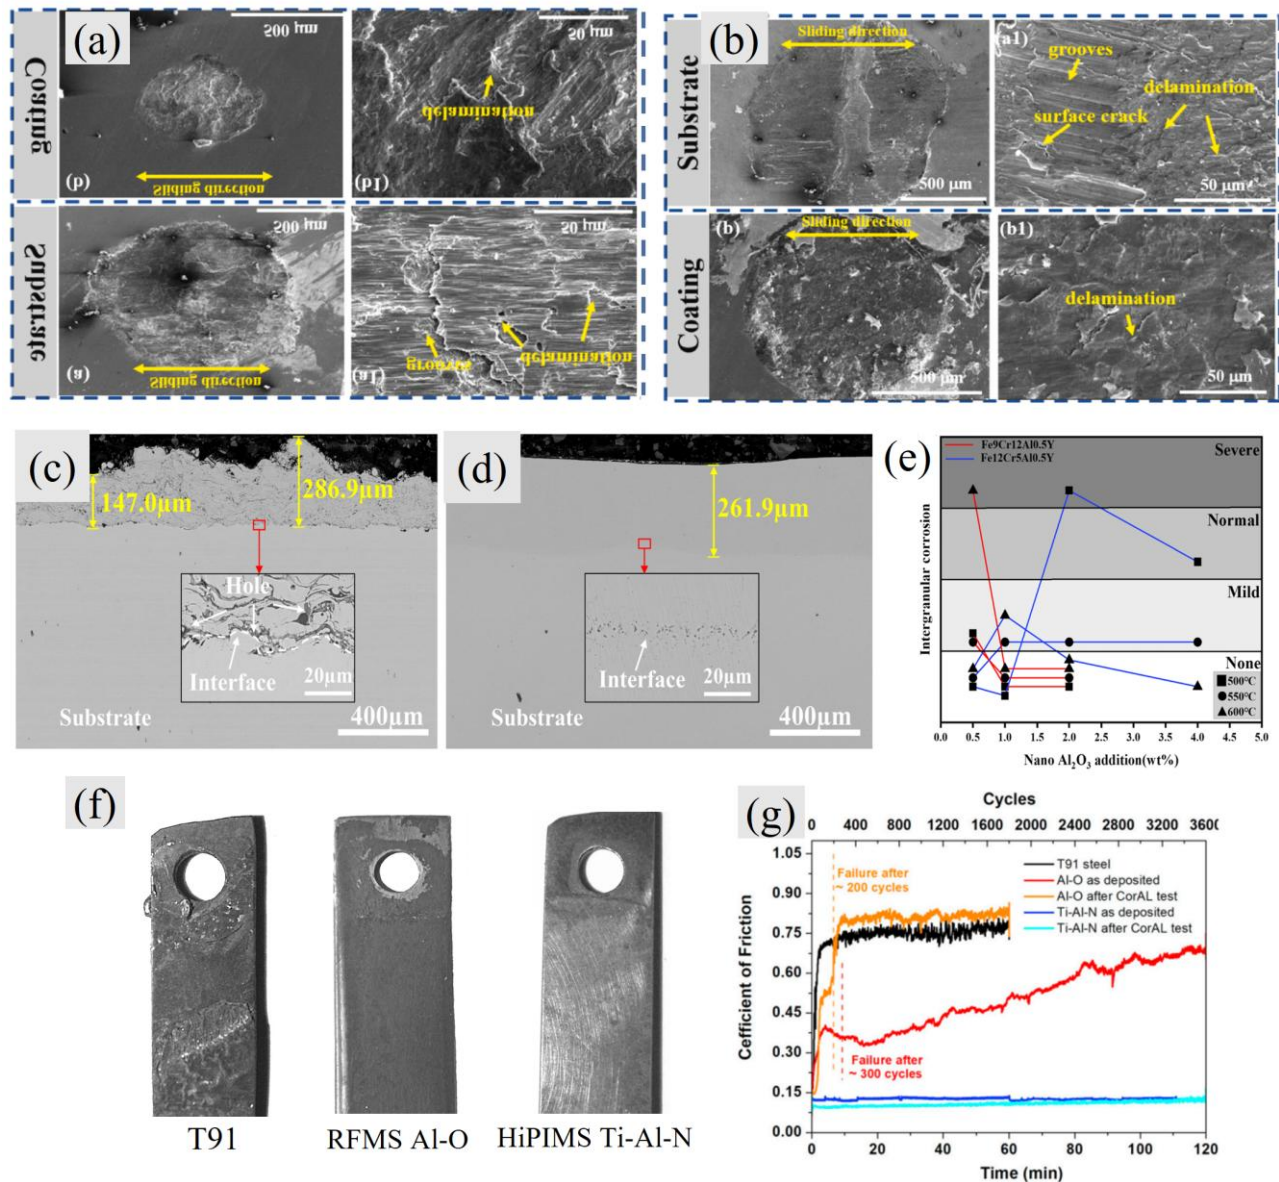 (a)
Coating
500 μm
(b)
Sliding direction
50 μm
delamination
(b1)
Substrate
500 μm
(a)
Sliding direction
50 μm
grooves
delamination
(a1)
(b)
Substrate
Sliding direction
500 μm
(a1)
grooves
delamination
surface crack
50 μm
Coating
(b)
Sliding direction
500 μm
(b1)
delamination
50 μm
(c)
147.0μm
286.9μm
Hole
Interface
20μm
Substrate
400μm
(d)
261.9μm
Interface
20μm
Substrate
400μm
(e)
Fe9Cr12Al0.5Y
Fe12Cr5Al0.5Y
Severe
Normal
Mild
None
500℃
550℃
600℃
Intergranular corrosion
0.0 0.5 1.0 1.5 2.0 2.5 3.0 3.5 4.0 4.5 5.0
Nano Al₂O₃ addition(wt%)
(f)
T91
RFMS Al-O
HiPIMS Ti-Al-N
(g)
Cycles
0 400 800 1200 1600 2000 2400 2800 3200 360
1.05
0.90
0.75
0.60
0.45
0.30
0.15
0.00
Cefficient of Friction
Failure after
~ 200 cycles
T91 steel
Al-O as deposited
Al-O after CorAL test
Ti-Al-N as deposited
Ti-Al-N after CorAL test
Failure after
~ 300 cycles
0 20 40 60 80 100 120
Time (min)